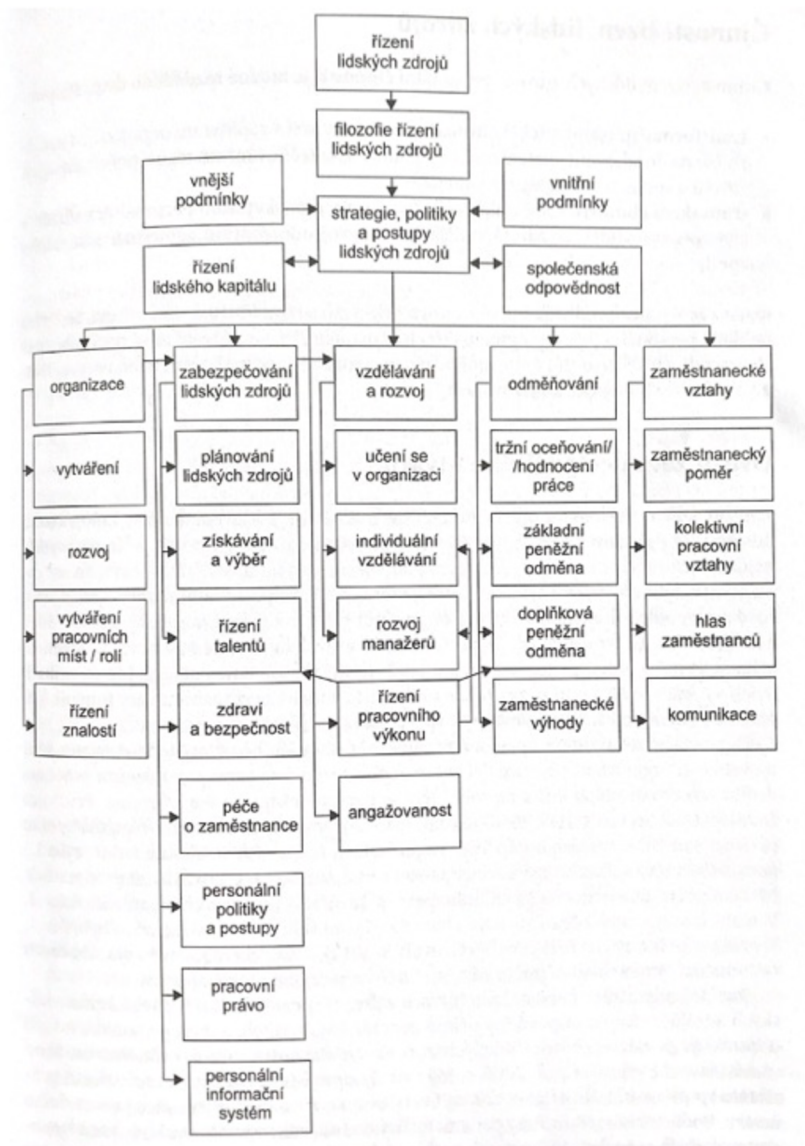 řízení
lidských zdrojů
filozofie řízení
lidských zdrojů
vnější
podmínky
strategie, politiky
a postupy
lidských zdrojů
vnitřní
podmínky
řízení
lidského kapitálu
společenská
odpovědnost
organizace
zabezpečování
lidských zdrojů
vzdělávání
a rozvoj
odměňování
zaměstnanecké
vztahy
vytváření
plánování
lidských zdrojů
učení se
v organizaci
tržní oceňování/
/hodnocení
práce
zaměstnanecký
poměr
rozvoj
získávání
a výběr
individuální
vzdělávání
základní
peněžní
odměna
kolektivní
pracovní
vztahy
vytváření
pracovních
míst / rolí
řízení
talentů
rozvoj
manažerů
doplňková
peněžní
odměna
hlas
zaměstnanců
řízení
znalostí
zdraví
a bezpečnost
řízení
pracovního
výkonu
zaměstnanecké
výhody
komunikace
péče
o zaměstnance
angažovanost
personální
politiky
a postupy
pracovní
právo
personální
informační
systém